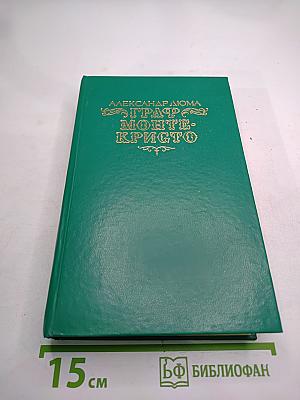 АЛЕКСАНДР ДЮМА
ГРАФ
МОНТЕ-
КРИСТО
15 см
БФ БИБЛИОФАН